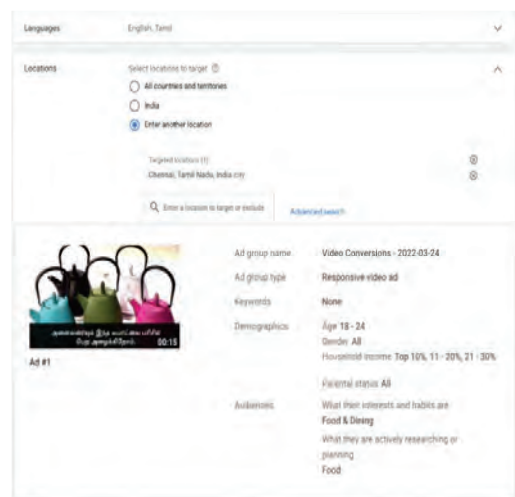 Languages English, Tamil
Locations Select locations to target
All countries and territories
India
Enter another location
Targeted locations (1)
Chennai, Tamil Nadu, India city
Enter a location to target or exclude Advanced search
Ad group name Video Conversions - 2022-03-24
Ad group type Responsive video ad
Keywords None
Demographics Age 18 - 24
Gender All
Household income Top 10%, 11 - 20%, 21 - 30%
Parental status All
Audiences What their interests and habits are
Food & Dining
What they are actively researching or
planning
Food
அனைவரையும் இந்த
பெற அழைக்கிறோம். 00:15
Ad #1